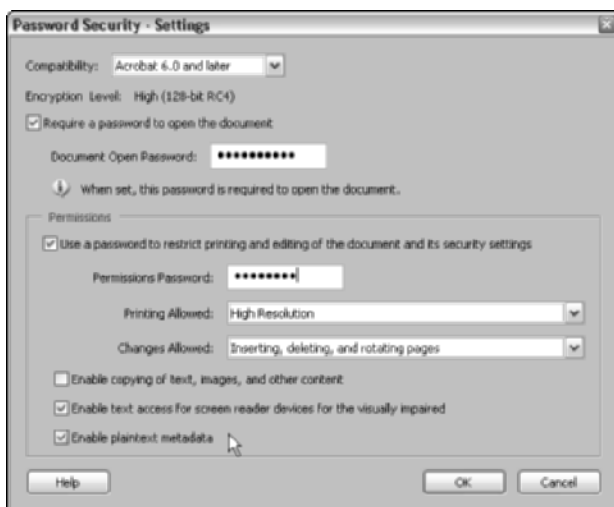 Password Security - Settings
Compatibility: Acrobat 6.0 and later
Encryption Level: High (128-bit RC4)
Require a password to open the document
Document Open Password: ••••••••••
When set, this password is required to open the document.
Permissions
Use a password to restrict printing and editing of the document and its security settings
Permissions Password: ••••••••
Printing Allowed: High Resolution
Changes Allowed: Inserting, deleting, and rotating pages
Enable copying of text, images, and other content
Enable text access for screen reader devices for the visually impaired
Enable plaintext metadata
Help OK Cancel